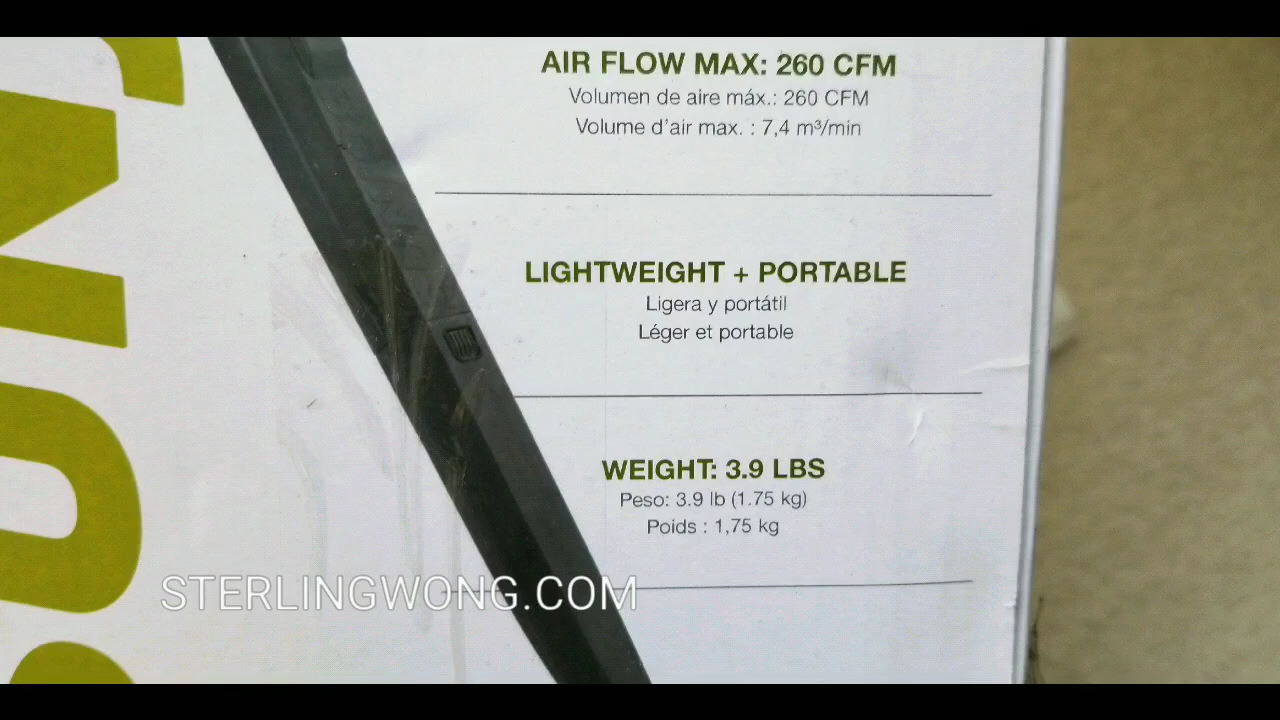 AIR FLOW MAX: 260 CFM
Volumen de aire máx.: 260 CFM
Volume d'air max. : 7,4 m³/min
LIGHTWEIGHT + PORTABLE
Ligera y portátil
Léger et portable
WEIGHT: 3.9 LBS
Peso: 3.9 lb (1.75 kg)
Poids : 1,75 kg
STERLINGWONG.COM